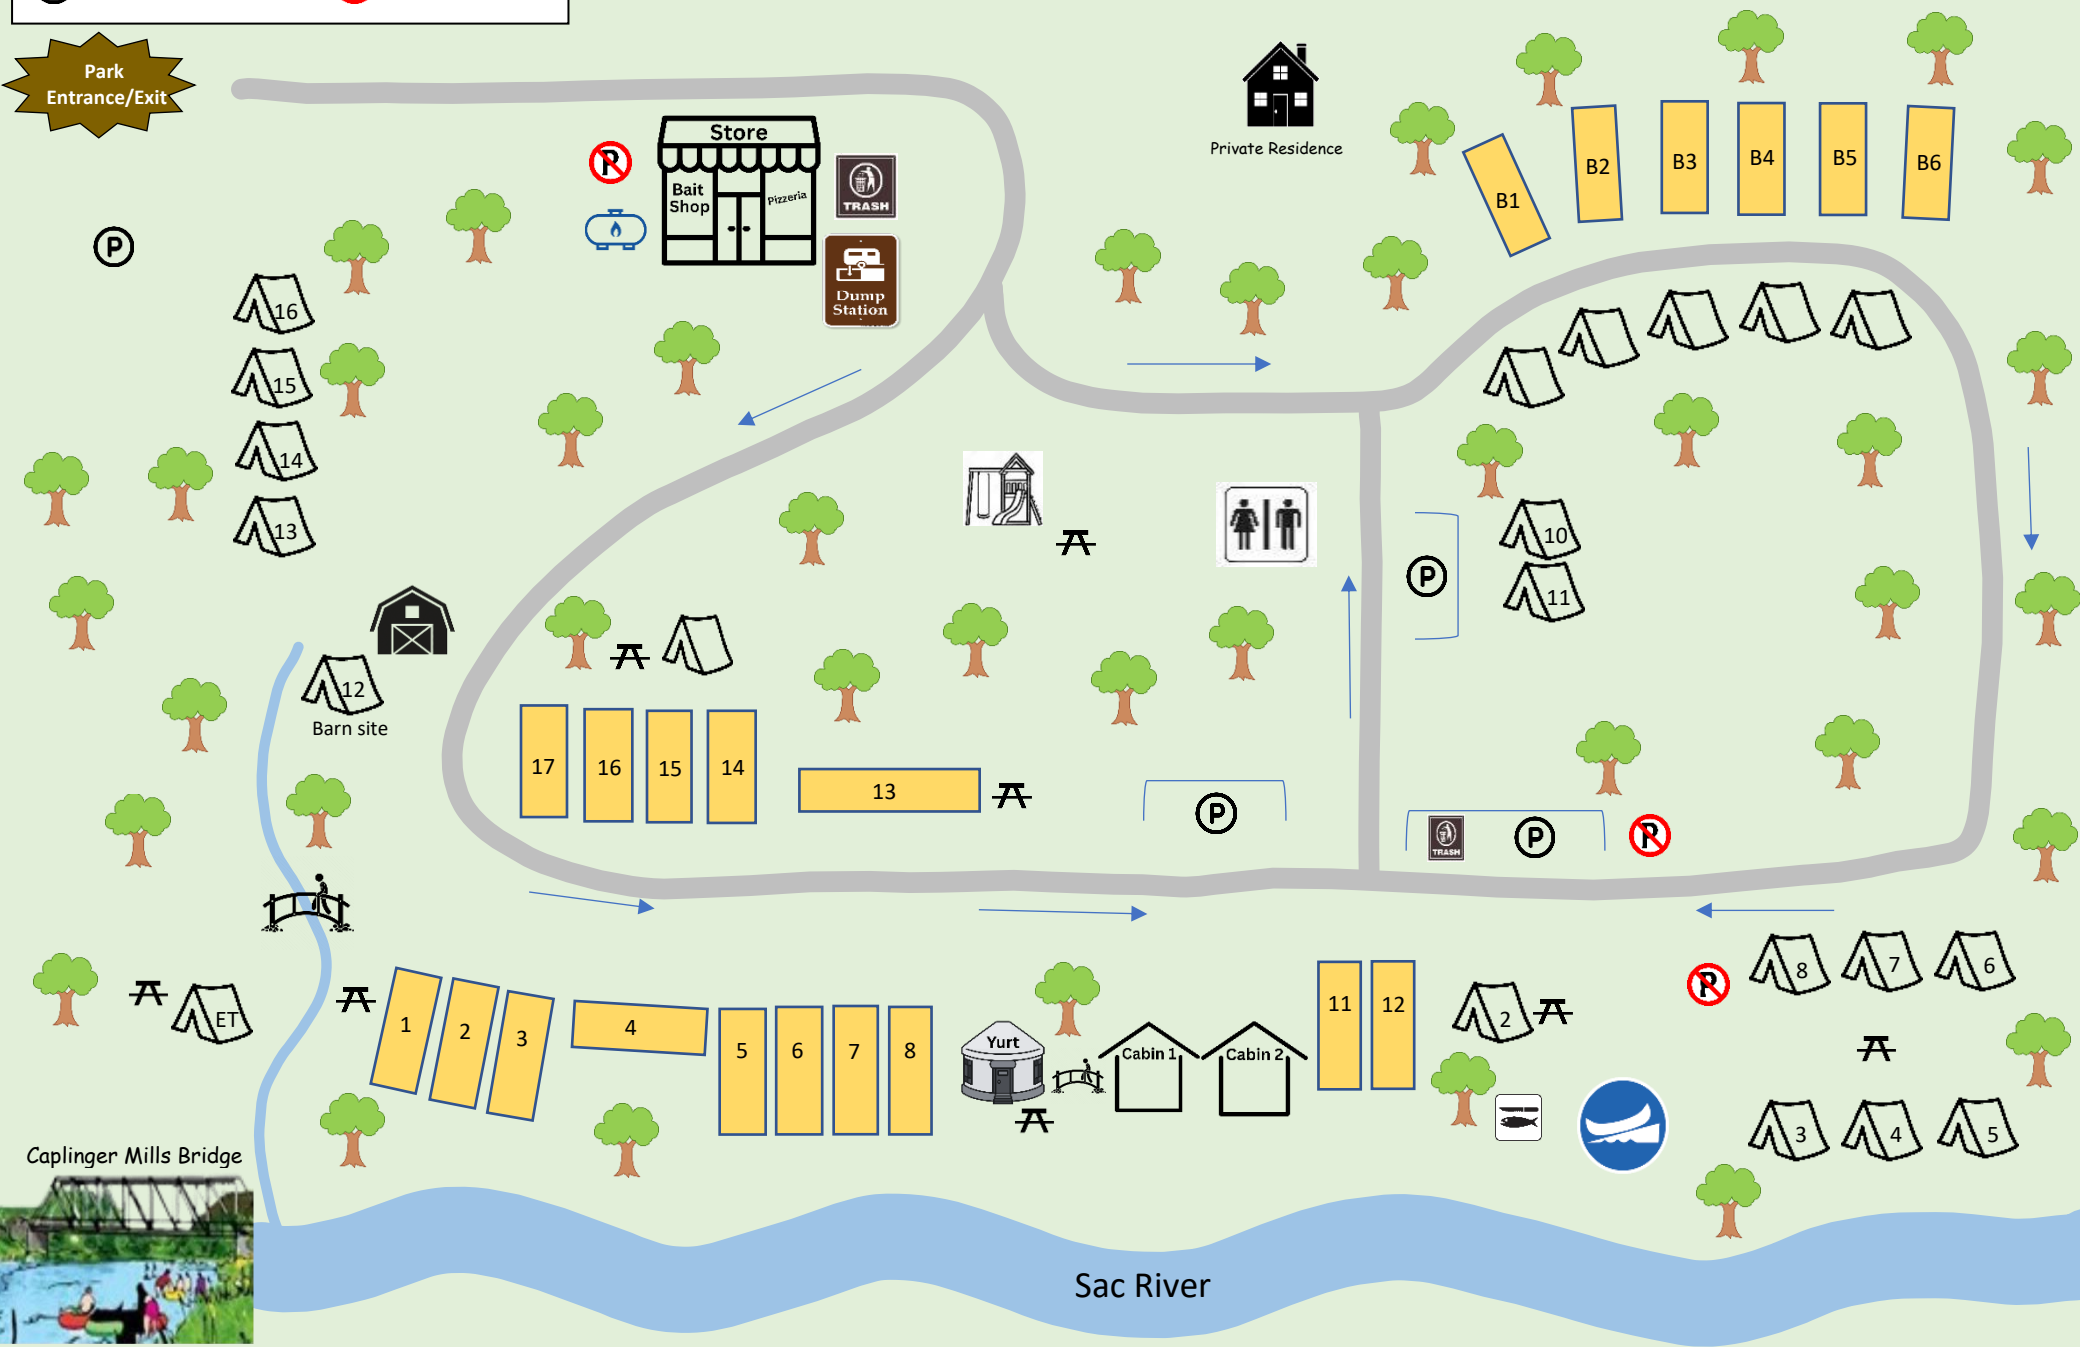 Park
Entrance/Exit
Store
Bait
Shop
Pizzeria
TRASH
Dump
Station
P
P
Private Residence
B1
B2
B3
B4
B5
B6
16
15
14
13
12
Barn site
10
11
P
17
16
15
14
13
P
TRASH
P
P
ET
1
2
3
4
5
6
7
8
Yurt
Cabin 1
Cabin 2
11
12
2
P
8
7
6
3
4
5
Caplinger Mills Bridge
Sac River